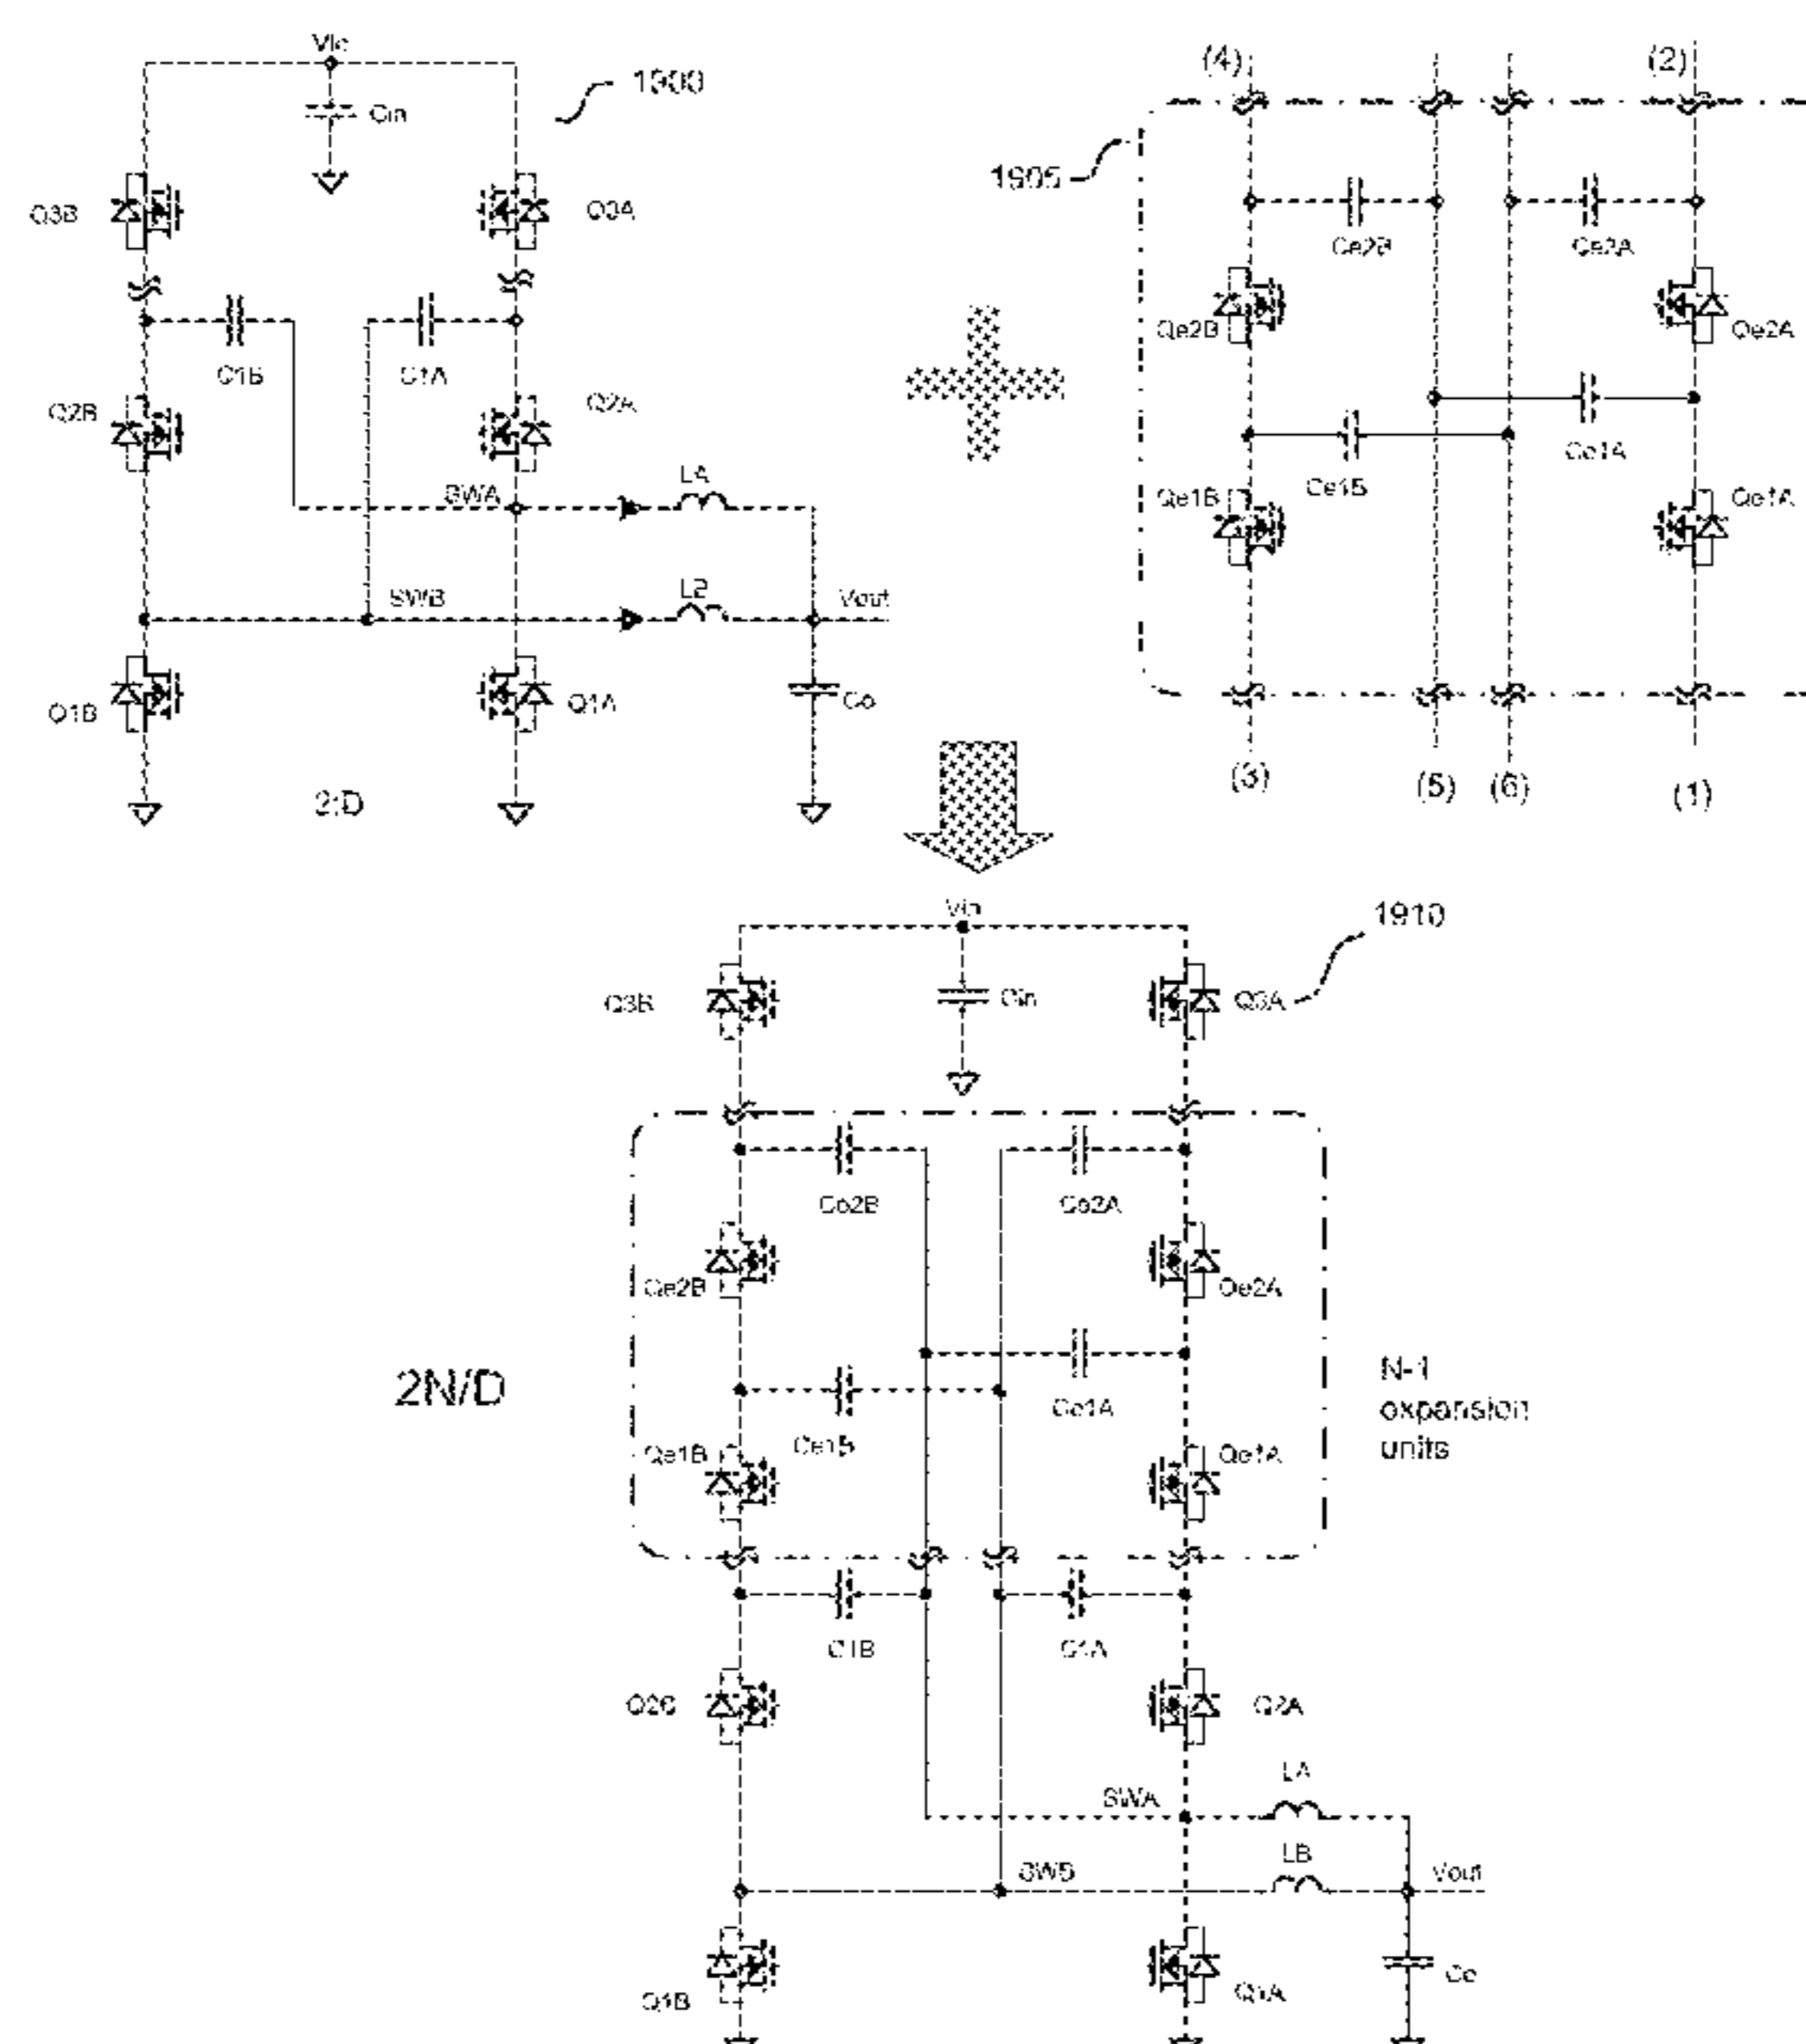 Cin
1900
Q3B
Q3A
C1B
C1A
Q2B
Q2A
SWA
LA
SWB
Vout
Q1B
Q1A
Co
2:D
(4)
(2)
1905
Ce2B
Ce2A
Qe2B
Qe2A
Ce1B
Ce1A
Qe1B
Qe1A
(3)
(5)
(6)
(1)
Vin
1910
Q3B
Cin
Q3A
Ce2B
Ce2A
Qe2B
Qe2A
2N/D
N-1
expansion
units
Ce1A
Ce1B
Qe1B
Qe1A
C1B
C1A
Q2A
SWA
LA
SWB
LB
Vout
Q1B
Q1A
Co